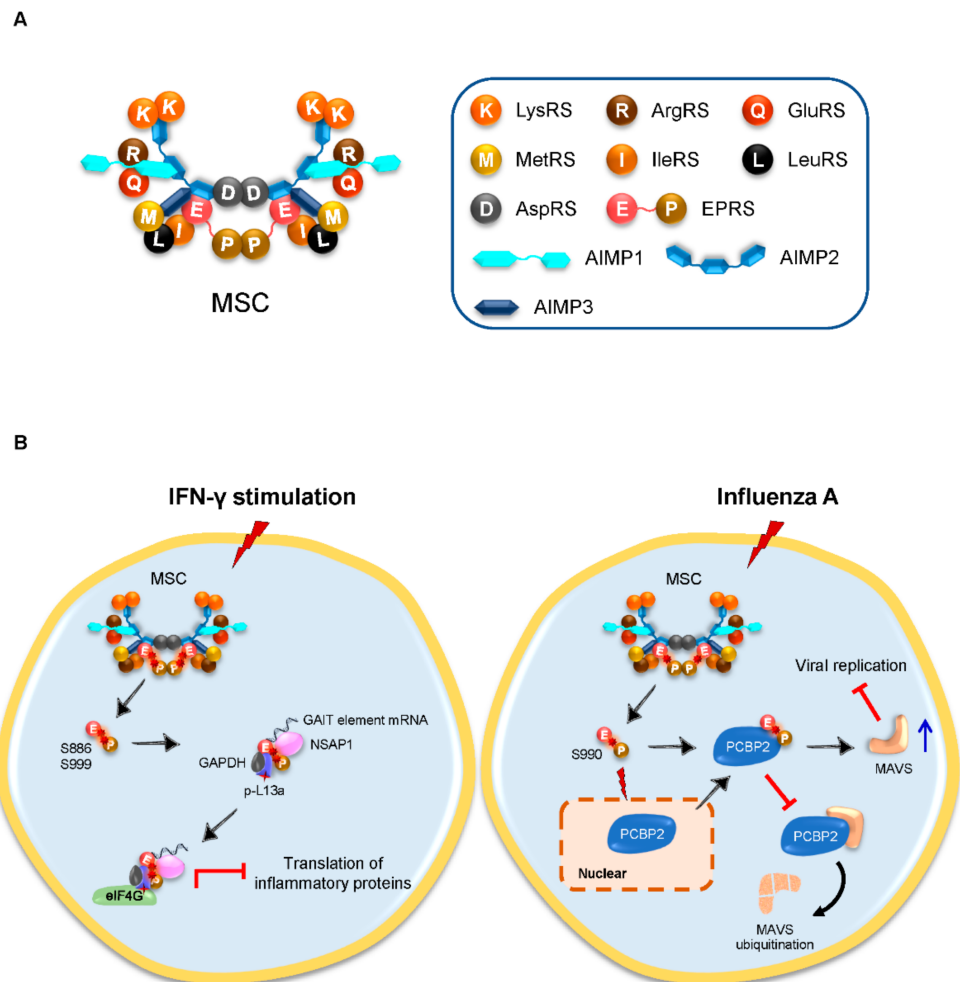 A
K K K K
R R
Q Q
D D
M E E M
L I I L
P P
MSC
K LysRS R ArgRS Q GluRS
M MetRS I IleRS L LeuRS
D AspRS E P EPRS
AIMP1 AIMP2
AIMP3
B
IFN-γ stimulation
MSC
E E
P P
E
P
S886
S999
GAIT element mRNA
NSAP1
E
P
GAPDH
p-L13a
E
P
eIF4G
Translation of
inflammatory proteins
Influenza A
MSC
E E
P P
Viral replication
E
P
S990
E
P
PCBP2
MAVS
PCBP2
Nuclear
PCBP2
MAVS
ubiquitination